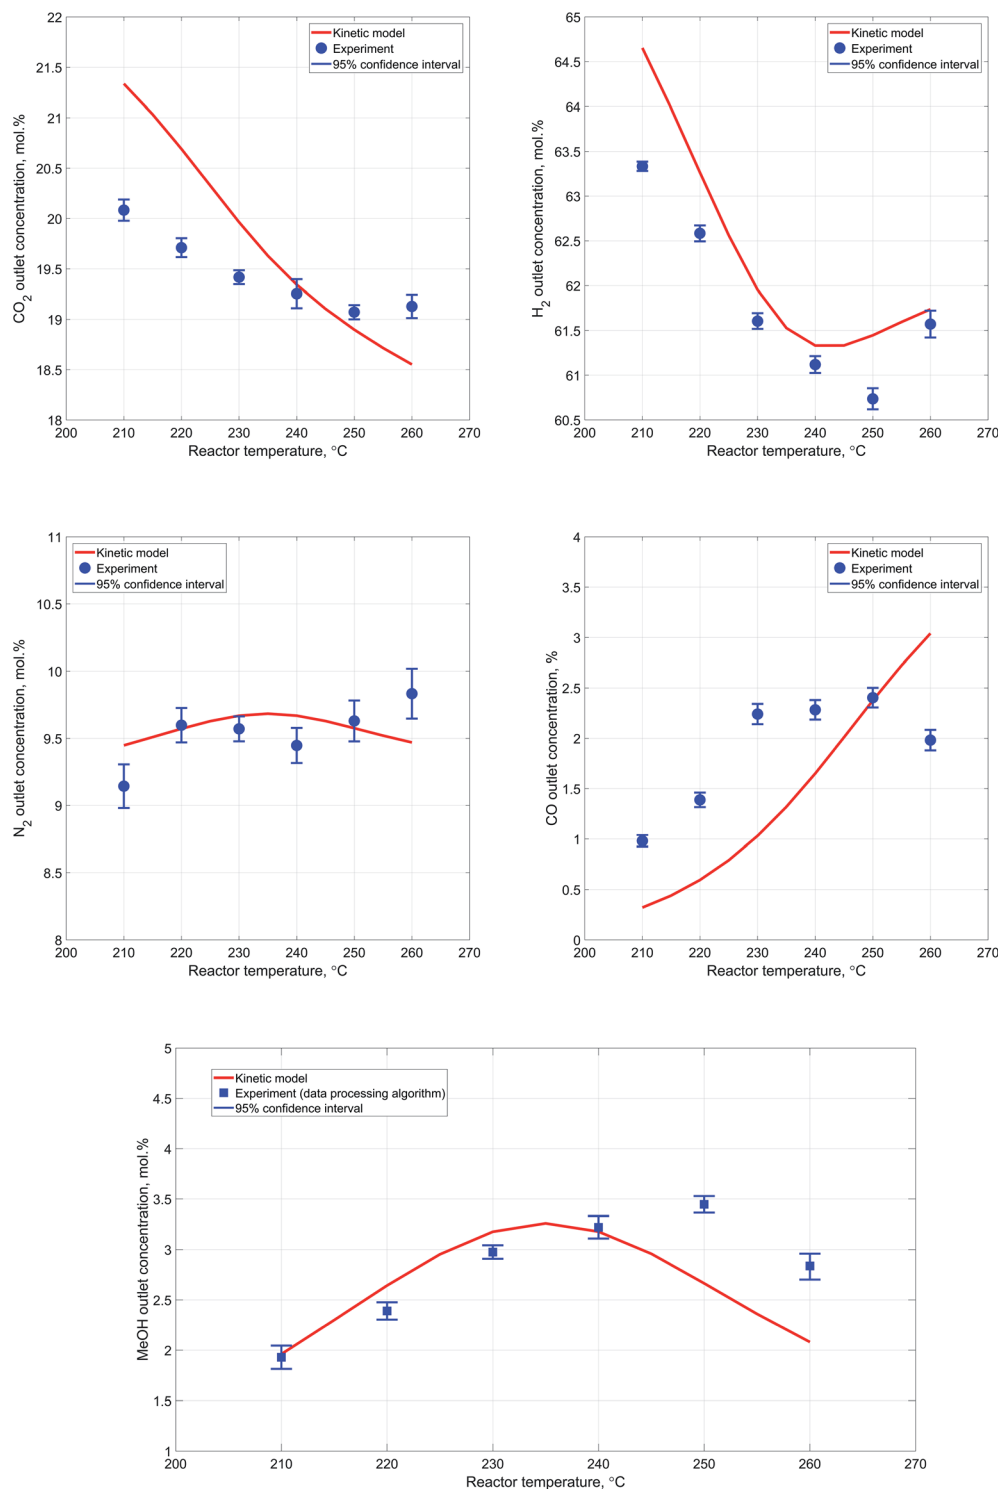 22
21.5
21
20.5
20
19.5
19
18.5
18
200 210 220 230 240 250 260 270
Reactor temperature, °C
CO2 outlet concentration, mol.%
Kinetic model
Experiment
95% confidence interval
65
64.5
64
63.5
63
62.5
62
61.5
61
60.5
200 210 220 230 240 250 260 270
Reactor temperature, °C
H2 outlet concentration, mol.%
Kinetic model
Experiment
95% confidence interval
11
10.5
10
9.5
9
8.5
8
200 210 220 230 240 250 260 270
Reactor temperature, °C
N2 outlet concentration, mol.%
Kinetic model
Experiment
95% confidence interval
4
3.5
3
2.5
2
1.5
1
0.5
0
200 210 220 230 240 250 260 270
Reactor temperature, °C
CO outlet concentration, %
Kinetic model
Experiment
95% confidence interval
5
4.5
4
3.5
3
2.5
2
1.5
1
200 210 220 230 240 250 260 270
Reactor temperature, °C
MeOH outlet concentration, mol.%
Kinetic model
Experiment (data processing algorithm)
95% confidence interval